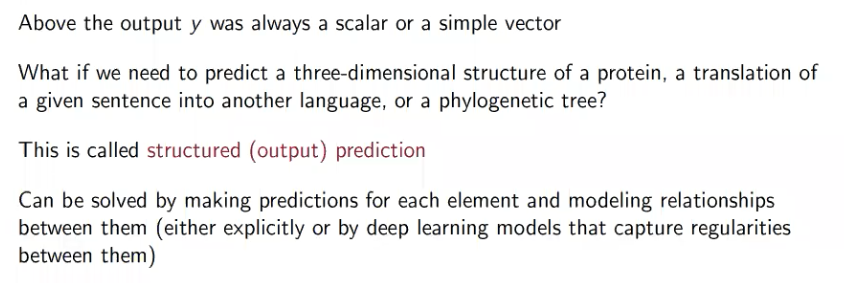 Above the output y was always a scalar or a simple vector
What if we need to predict a three-dimensional structure of a protein, a translation of
a given sentence into another language, or a phylogenetic tree?
This is called structured (output) prediction
Can be solved by making predictions for each element and modeling relationships
between them (either explicitly or by deep learning models that capture regularities
between them)